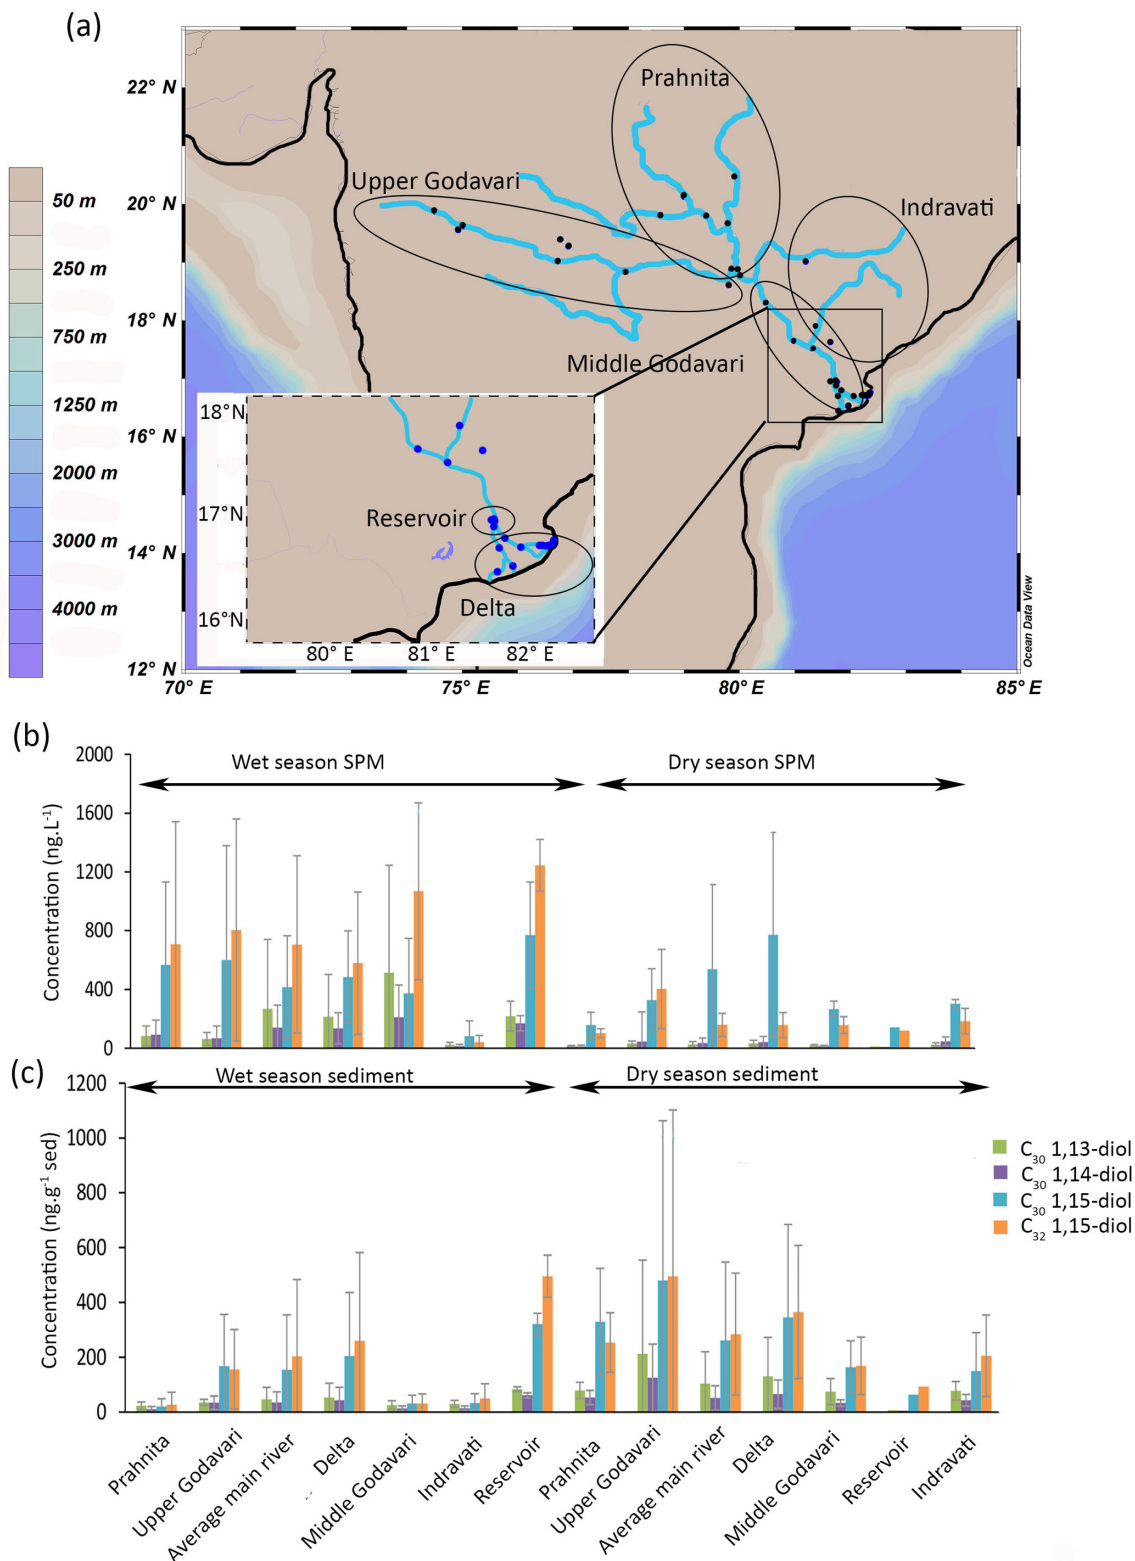 (a)
22° N
20° N
18° N
16° N
14° N
12° N
70° E
75° E
80° E
85° E
50 m
250 m
750 m
1250 m
2000 m
3000 m
4000 m
Prahnita
Upper Godavari
Indravati
Middle Godavari
18°N
17°N
16°N
80° E
81° E
82° E
Reservoir
Delta
Ocean Data View
(b)
Concentration (ng.L⁻¹)
2000
1600
1200
800
400
0
Wet season SPM
Dry season SPM
(c)
Concentration (ng.g⁻¹ sed)
1200
1000
800
600
400
200
0
Wet season sediment
Dry season sediment
C₃₀ 1,13-diol
C₃₀ 1,14-diol
C₃₀ 1,15-diol
C₃₂ 1,15-diol
Prahnita
Upper Godavari
Average main river
Delta
Middle Godavari
Indravati
Reservoir
Prahnita
Upper Godavari
Average main river
Delta
Middle Godavari
Reservoir
Indravati